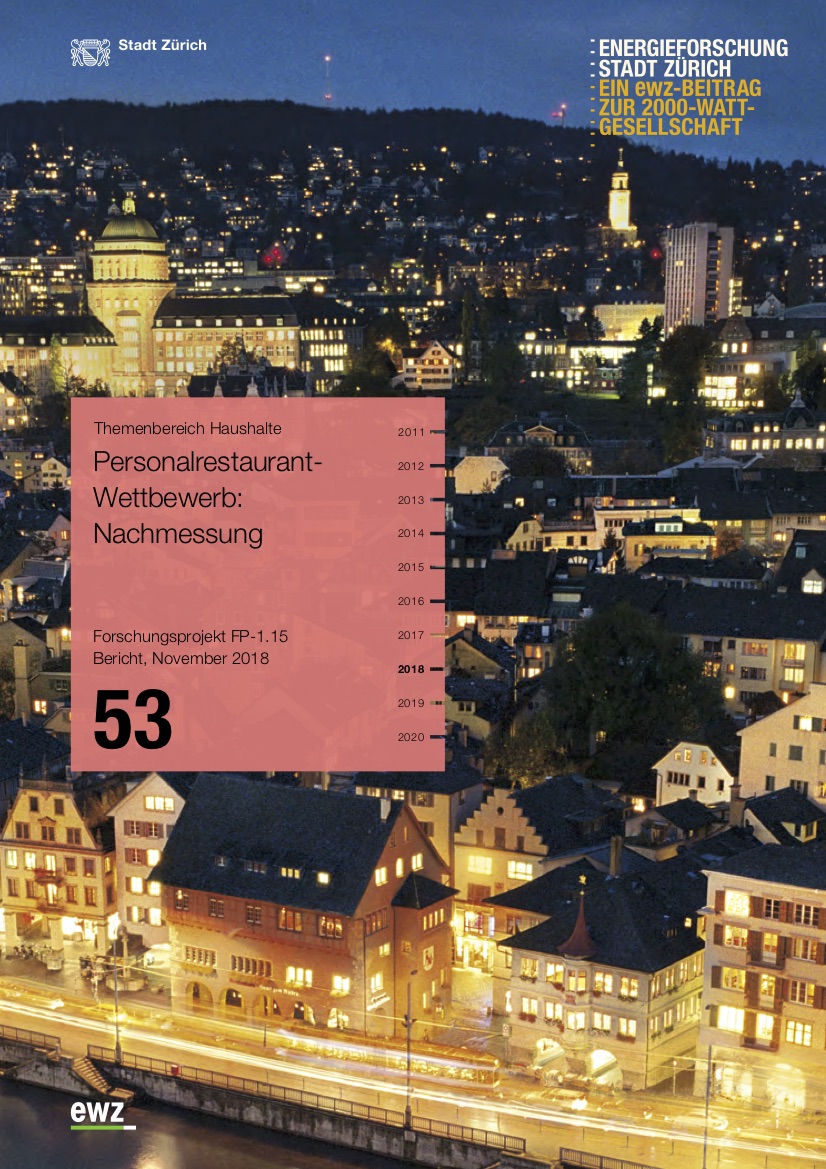 Stadt Zürich
ENERGIEFORSCHUNG
STADT ZÜRICH
EIN ewz-BEITRAG
ZUR 2000-WATT-
GESELLSCHAFT
Themenbereich Haushalte
Personalrestaurant-
Wettbewerb:
Nachmessung
Forschungsprojekt FP-1.15
Bericht, November 2018
53
2011
2012
2013
2014
2015
2016
2017
2018
2019
2020
ewz